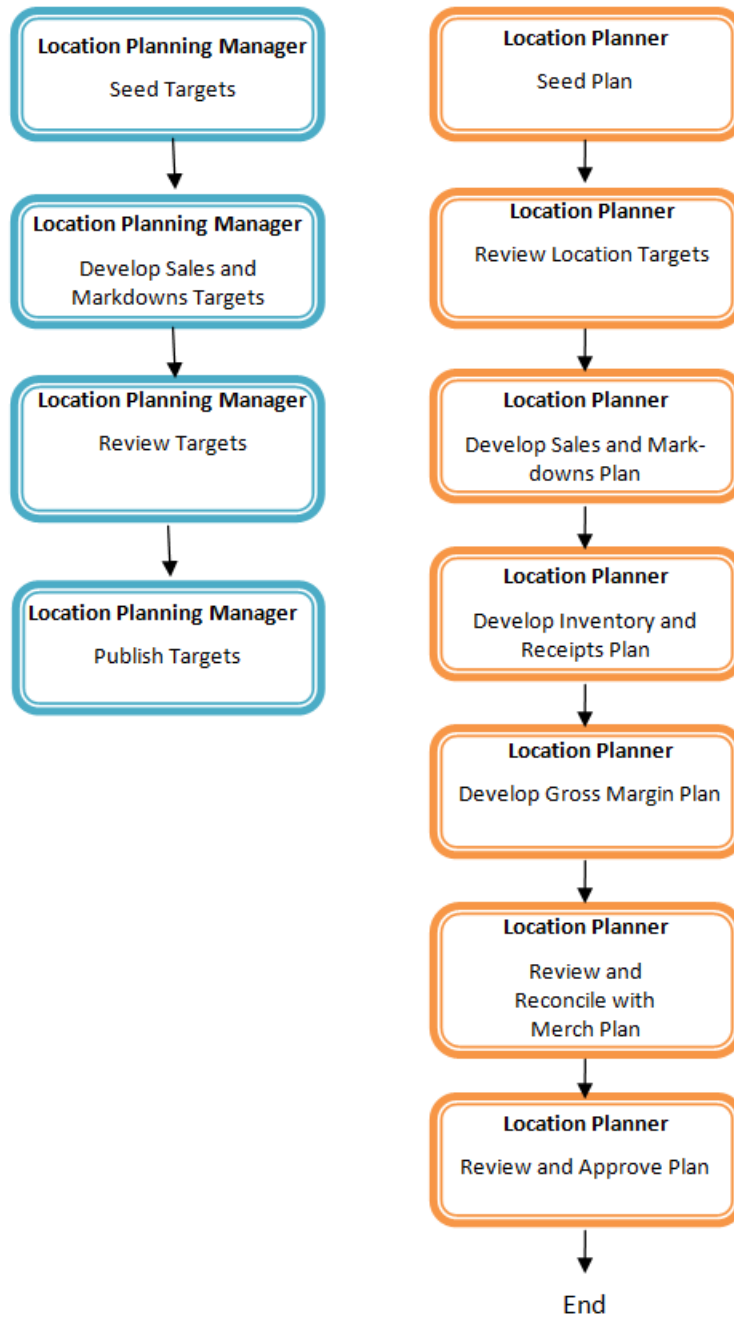 Location Planning Manager
Seed Targets
Location Planning Manager
Develop Sales and
Markdowns Targets
Location Planning Manager
Review Targets
Location Planning Manager
Publish Targets
Location Planner
Seed Plan
Location Planner
Review Location Targets
Location Planner
Develop Sales and Mark-
downs Plan
Location Planner
Develop Inventory and
Receipts Plan
Location Planner
Develop Gross Margin Plan
Location Planner
Review and
Reconcile with
Merch Plan
Location Planner
Review and Approve Plan
End